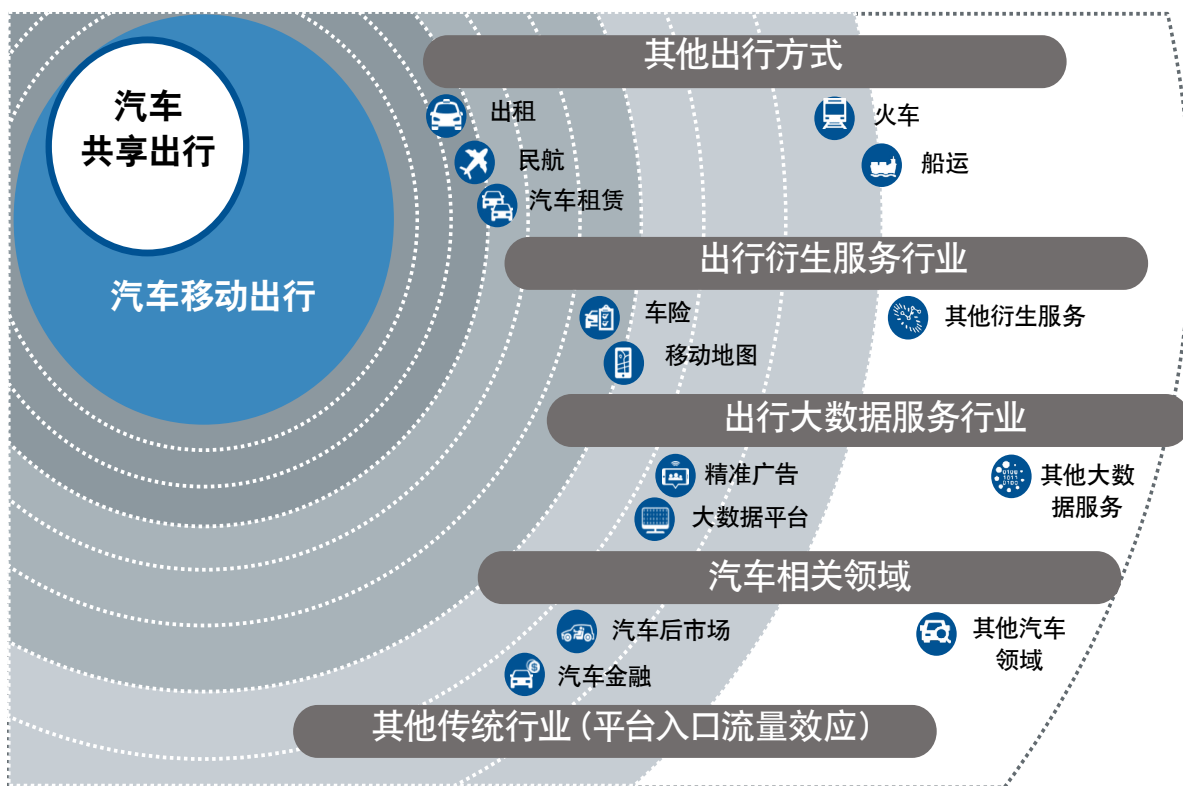 汽车
共享出行
汽车移动出行
其他出行方式
出租
民航
汽车租赁
火车
船运
出行衍生服务行业
车险
移动地图
其他衍生服务
出行大数据服务行业
精准广告
大数据平台
其他大数
据服务
汽车相关领域
汽车后市场
汽车金融
其他汽车
领域
其他传统行业（平台入口流量效应）